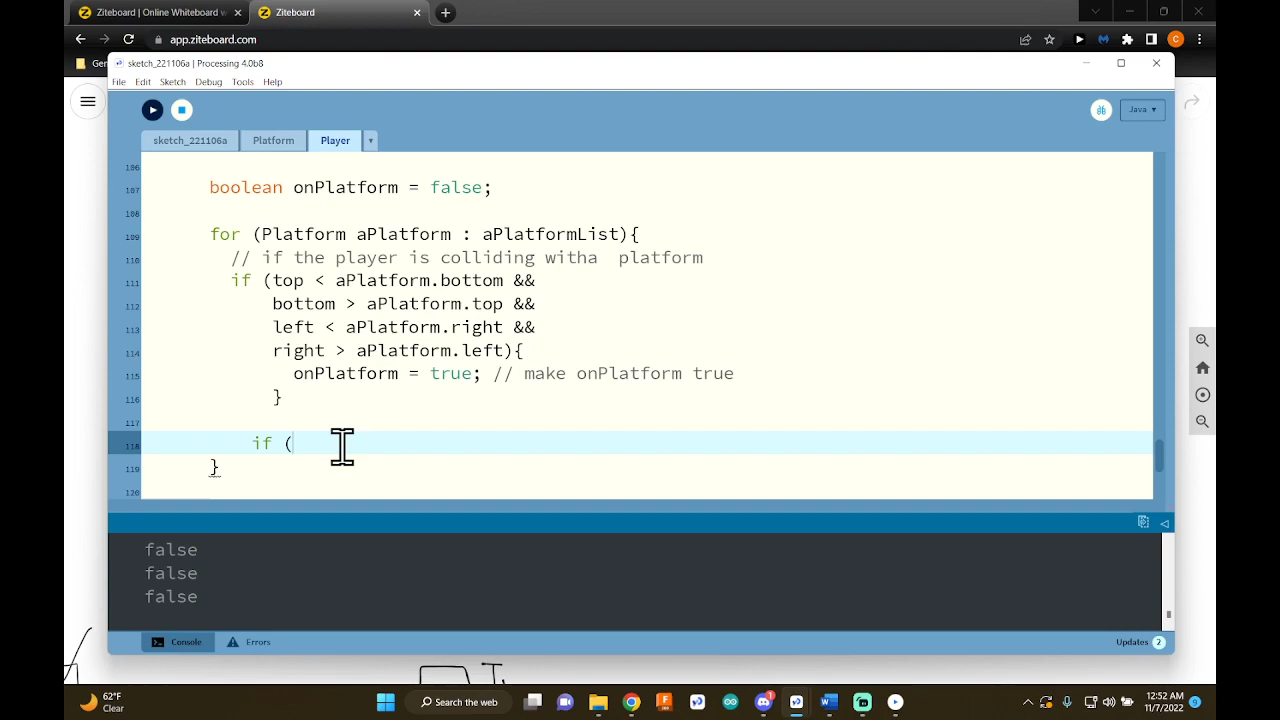 Ziteboard | Online Whiteboard w
Ziteboard
app.ziteboard.com
C
Gen
sketch_221106a | Processing 4.0b8
File Edit Sketch Debug Tools Help
Java
sketch_221106a Platform Player
106
107 boolean onPlatform = false;
108
109 for (Platform aPlatform : aPlatformList){
110 // if the player is colliding witha  platform
111 if (top < aPlatform.bottom &&
112 bottom > aPlatform.top &&
113 left < aPlatform.right &&
114 right > aPlatform.left){
115 onPlatform = true; // make onPlatform true
116 }
117
118 if (
119 }
120
false
false
false
Console Errors Updates 2
62°F
Clear
Search the web
12:52 AM
11/7/2022